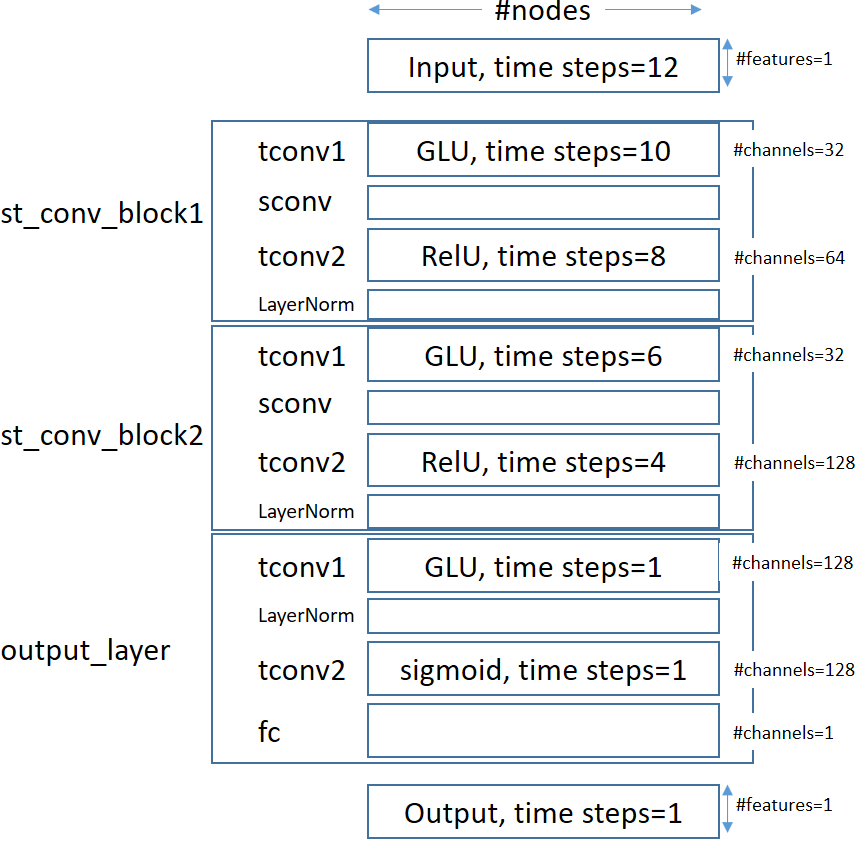 #nodes
Input, time steps=12
#features=1
tconv1
GLU, time steps=10
#channels=32
sconv
st_conv_block1
tconv2
RelU, time steps=8
#channels=64
LayerNorm
tconv1
GLU, time steps=6
#channels=32
sconv
st_conv_block2
tconv2
RelU, time steps=4
#channels=128
LayerNorm
tconv1
GLU, time steps=1
#channels=128
LayerNorm
output_layer
tconv2
sigmoid, time steps=1
#channels=128
fc
#channels=1
Output, time steps=1
#features=1